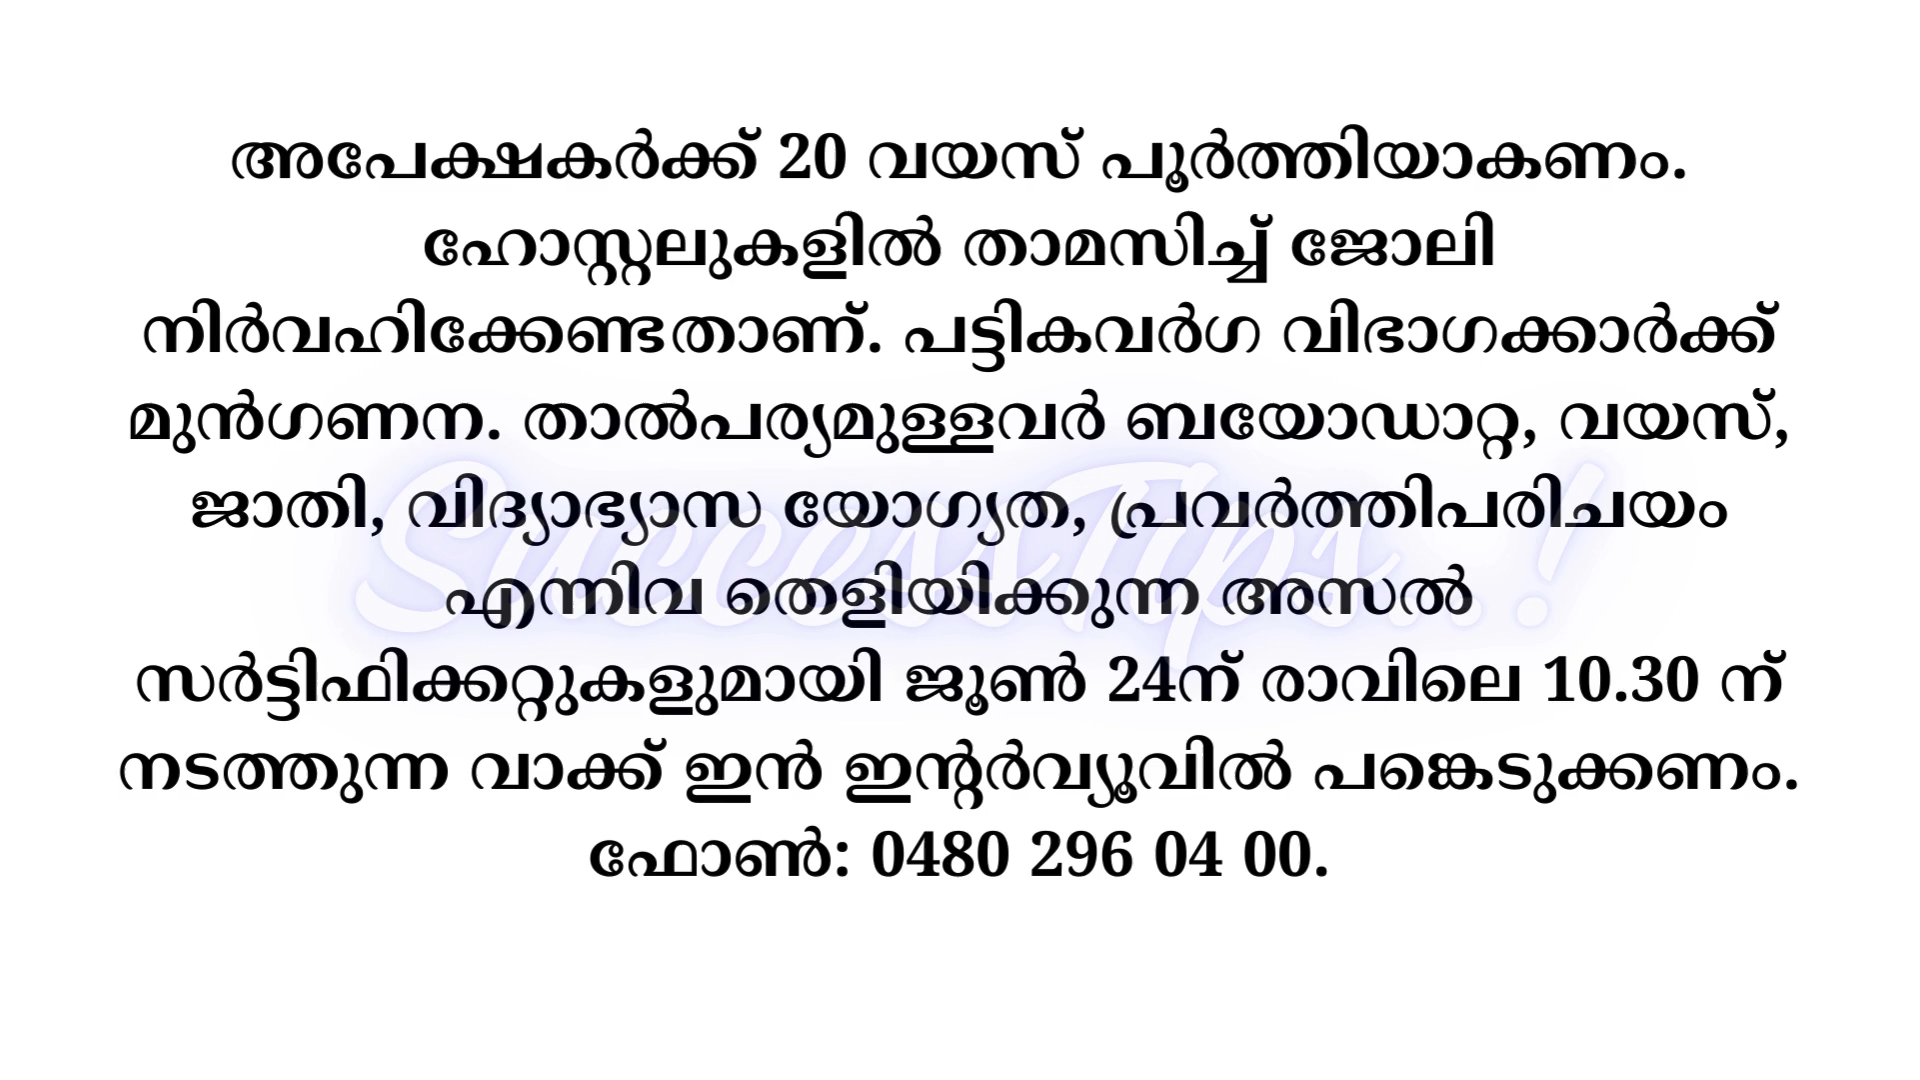 അപേക്ഷകർക്ക് 20 വയസ് പൂർത്തിയാകണം.
ഹോസ്റ്റലുകളിൽ താമസിച്ച് ജോലി
നിർവഹിക്കേണ്ടതാണ്. പട്ടികവർഗ വിഭാഗക്കാർക്ക്
മുൻഗണന. താൽപര്യമുള്ളവർ ബയോഡാറ്റ, വയസ്,
ജാതി, വിദ്യാഭ്യാസ യോഗ്യത, പ്രവർത്തിപരിചയം
എന്നിവ തെളിയിക്കുന്ന അസൽ
സർട്ടിഫിക്കറ്റുകളുമായി ജൂൺ 24ന് രാവിലെ 10.30 ന്
നടത്തുന്ന വാക്ക് ഇൻ ഇന്റർവ്യൂവിൽ പങ്കെടുക്കണം.
ഫോൺ: 0480 296 04 00.
Success Tips..!